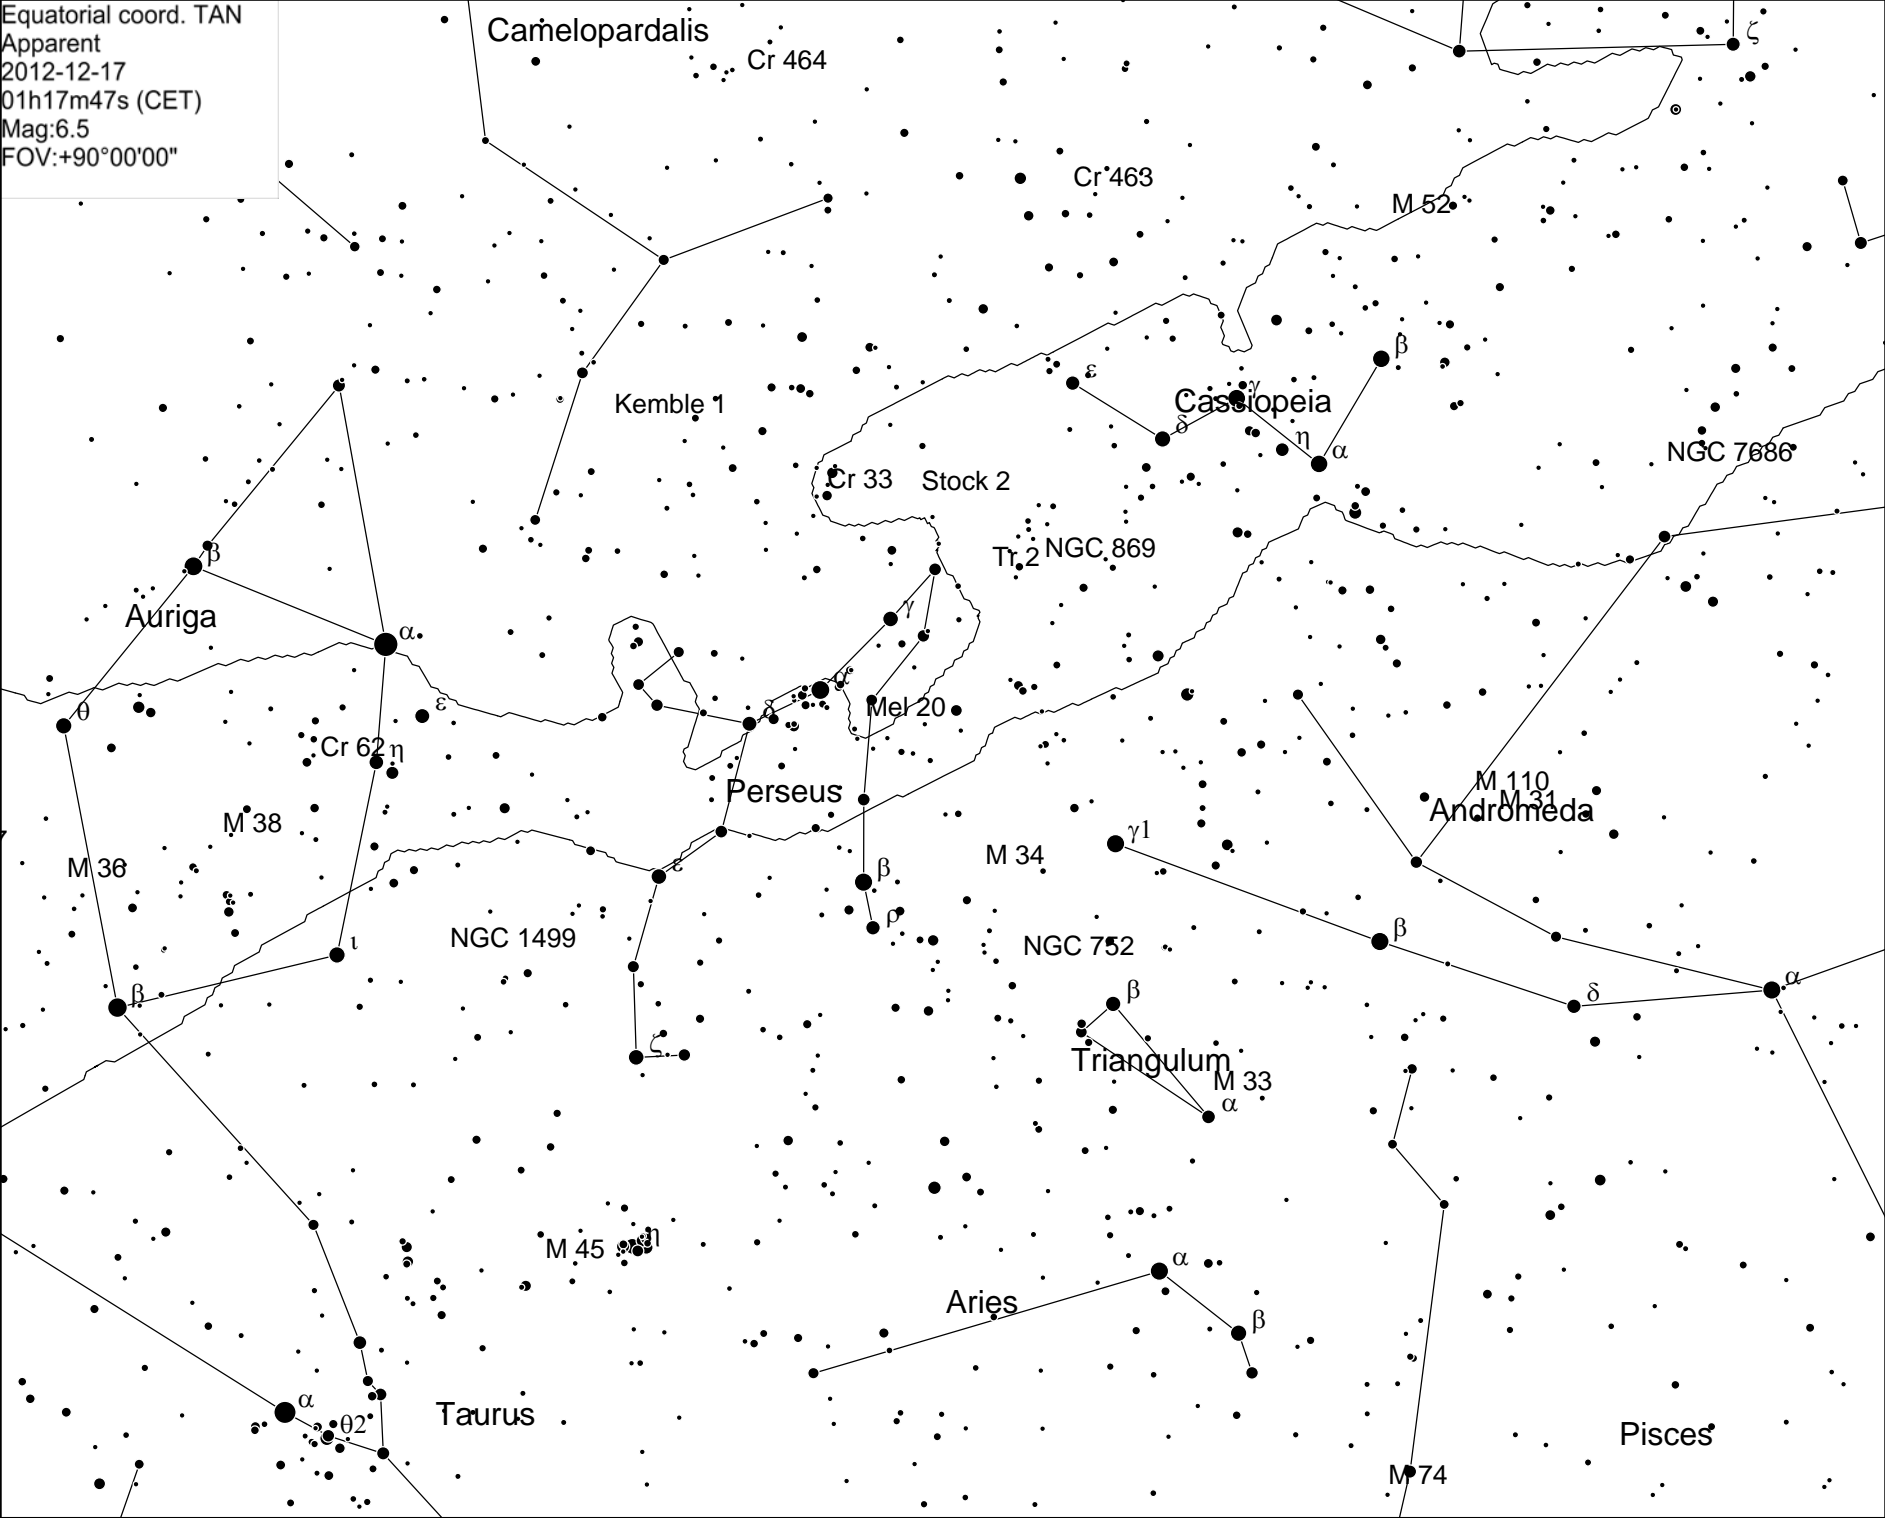 Equatorial coord. TAN
Apparent
2012-12-17
01h17m47s (CET)
Mag:6.5
FOV:+90°00'00"
Camelopardalis
Cr 464
ζ
Cr 463
M 52
β
ε
γ
Cassiopeia
Kemble 1
δ
η
α
NGC 7686
Cr 33
Stock 2
Tr 2
NGC 869
β
Auriga
γ
α
α
Mel 20
θ
ε
δ
Cr 62
η
Perseus
M 110
M 31
Andromeda
M 38
γ1
M 34
M 36
ε
β
ρ
β
NGC 1499
NGC 752
ι
β
β
δ
α
ζ
Triangulum
M 33
α
M 45
η
α
Aries
β
α
Taurus
θ2
Pisces
M 74